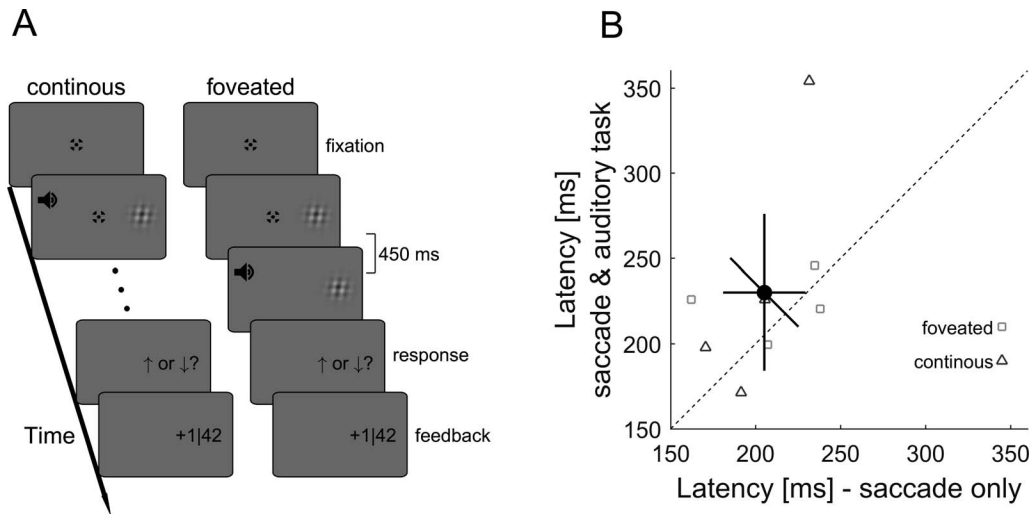 A
continous
foveated
fixation
450 ms
↑ or ↓?
↑ or ↓?
response
Time
+1|42
+1|42
feedback
B
Latency [ms]
saccade & auditory task
350
300
250
200
150
foveated
continous
150
200
250
300
350
Latency [ms] - saccade only